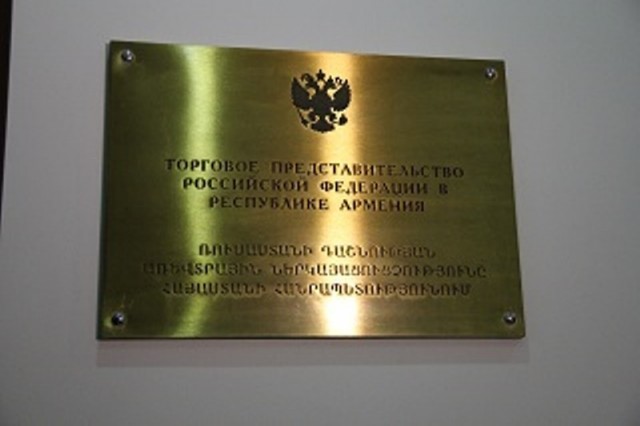 ТОРГОВОЕ ПРЕДСТАВИТЕЛЬСТВО
РОССИЙСКОЙ ФЕДЕРАЦИИ В
РЕСПУБЛИКЕ АРМЕНИЯ
ՌՈՒՍԱՍՏԱՆԻ ԴԱՇՆՈՒԹՅԱՆ
ԱՌԵՎՏՐԱՅԻՆ ՆԵՐԿԱՅԱՑՈՒՑՉՈՒԹՅՈՒՆԸ
ՀԱՅԱՍՏԱՆԻ ՀԱՆՐԱՊԵՏՈՒԹՅՈՒՆՈՒՄ